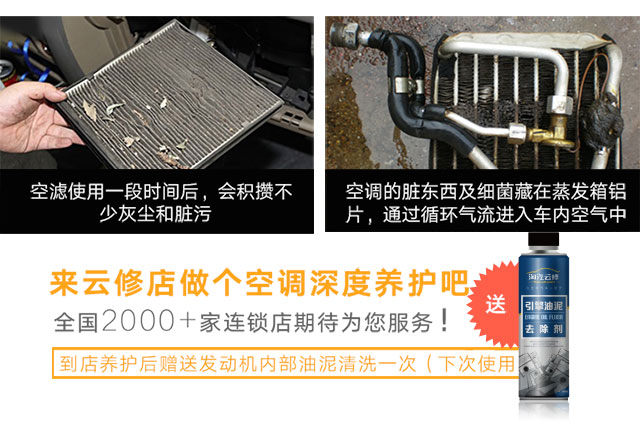 空滤使用一段时间后，会积攒不
少灰尘和脏污
空调的脏东西及细菌藏在蒸发箱铝
片，通过循环气流进入车内空气中
来云修店做个空调深度养护吧
全国2000+家连锁店期待为您服务！
到店养护后赠送发动机内部油泥清洗一次（下次使用
送
引擎油泥
去除剂